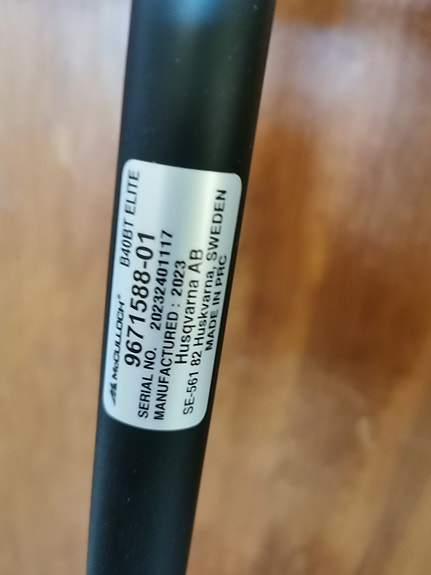 McCULLOCH® B40BT ELITE
9671588-01
SERIAL NO. 20232401117
MANUFACTURED : 2023
Husqvarna AB
SE-561 82 Huskvarna, SWEDEN
MADE IN PRC